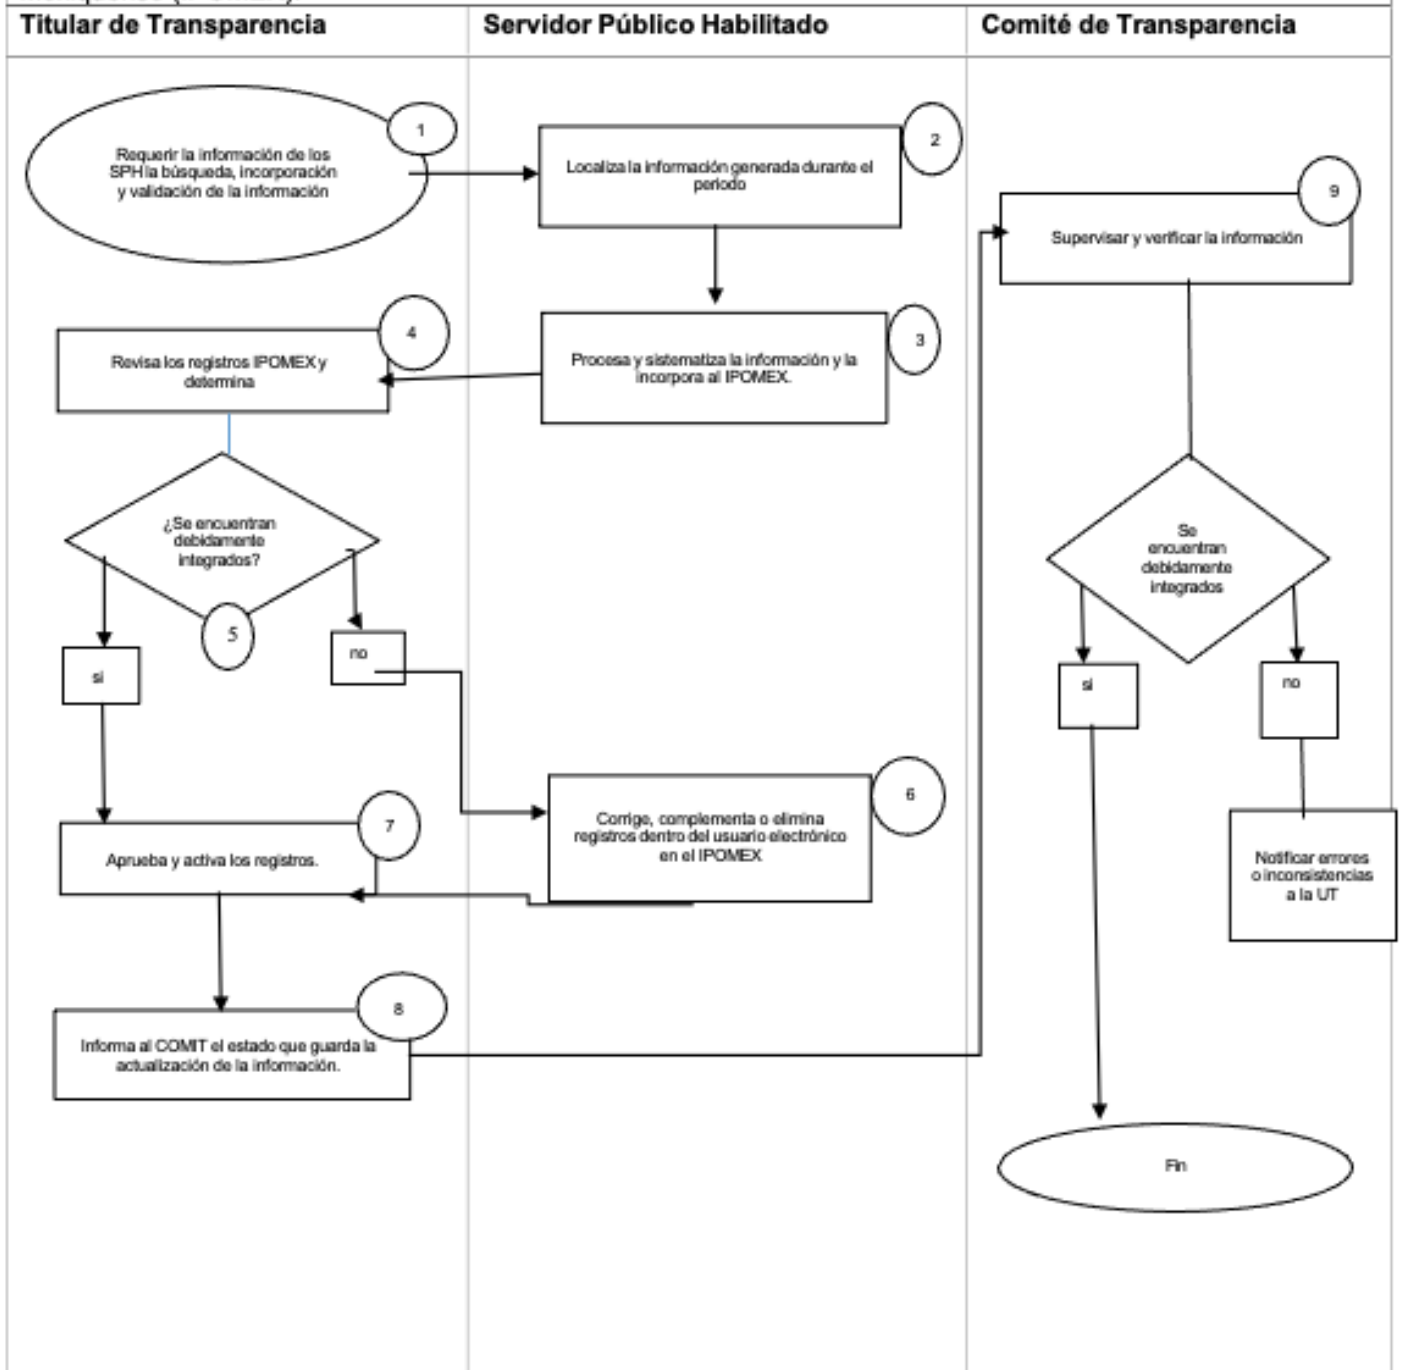 Titular de Transparencia
Servidor Público Habilitado
Comité de Transparencia
1
Requerir la información de los
SPH la búsqueda, incorporación
y validación de la información
2
Localiza la información generada durante el
periodo
9
Supervisar y verificar la información
4
Revisa los registros IPOMEX y
determina
3
Procesa y sistematiza la información y la
incorpora al IPOMEX.
¿Se encuentran
debidamente
integrados?
5
si
no
Se
encuentran
debidamente
integrados
si
no
6
Corrige, complementa o elimina
registros dentro del usuario electrónico
en el IPOMEX
7
Aprueba y activa los registros.
Notificar errores
o inconsistencias
a la UT
8
Informa al COMIT el estado que guarda la
actualización de la información.
Fin